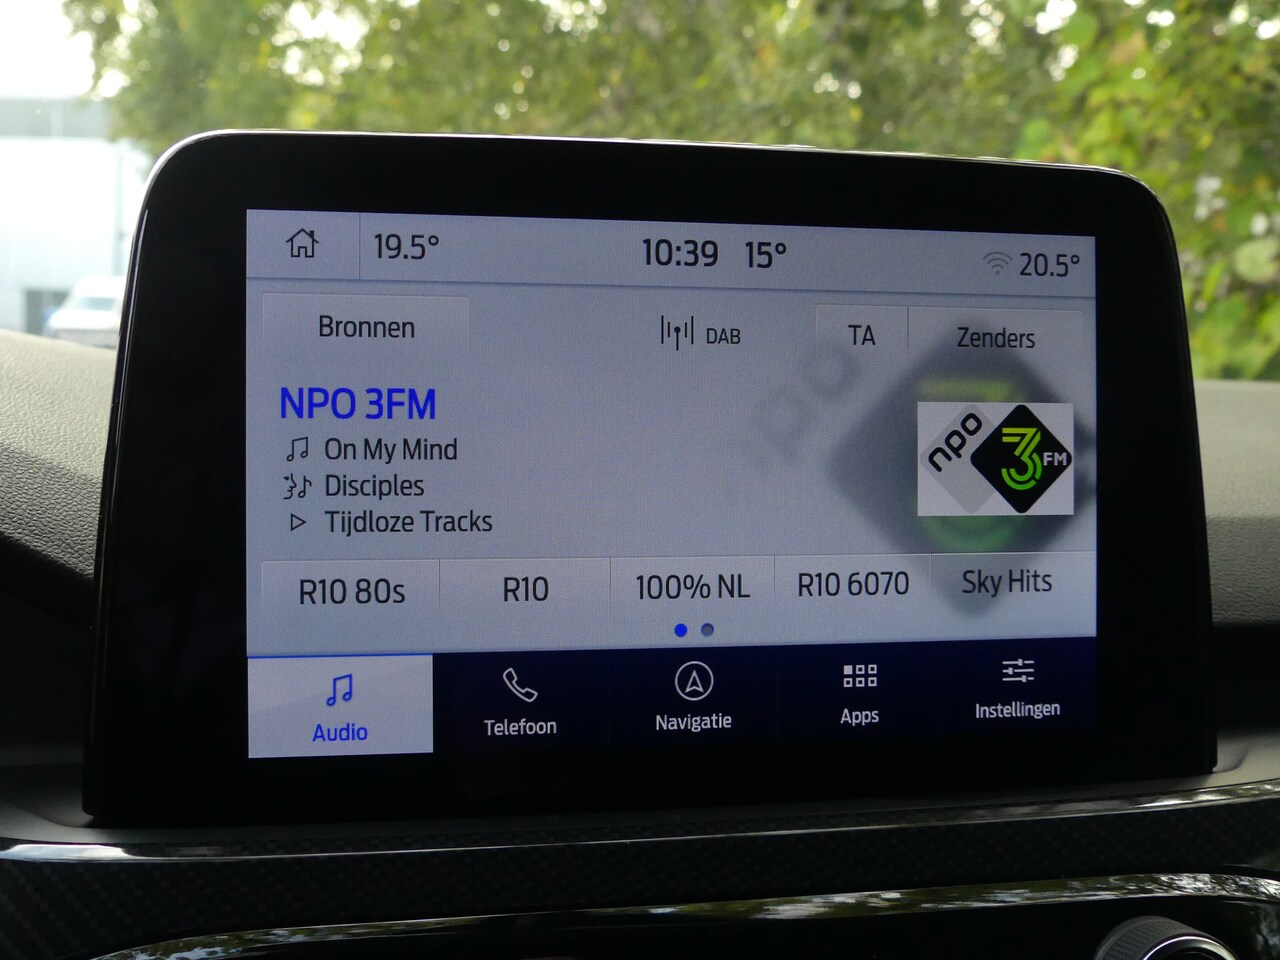 19.5° 10:39 15° 20.5°
Bronnen DAB TA Zenders
NPO 3FM
On My Mind
Disciples
Tijdloze Tracks
npo 3FM
R10 80s R10 100% NL R10 6070 Sky Hits
Audio Telefoon Navigatie Apps Instellingen